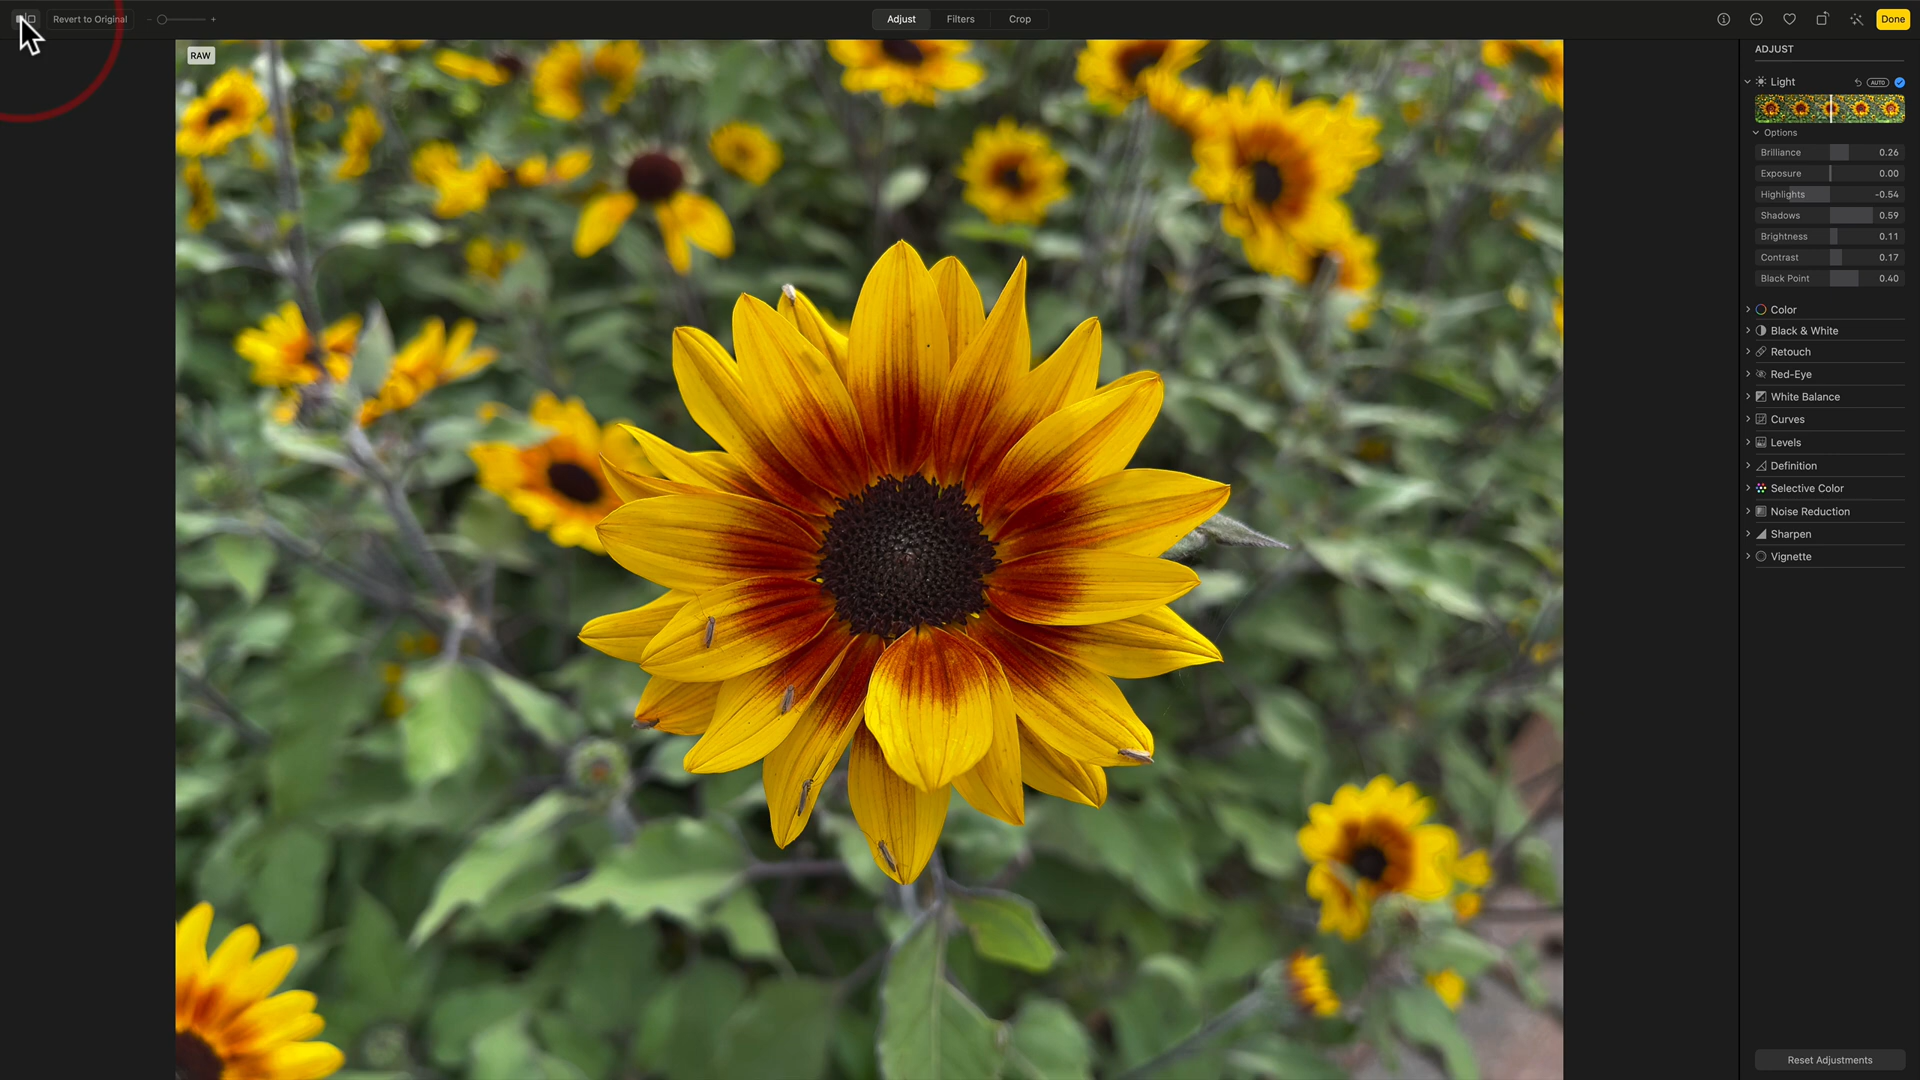 Revert to Original
Adjust
Filters
Crop
Done
RAW
ADJUST
Light
AUTO
Options
Brilliance 0.26
Exposure 0.00
Highlights -0.54
Shadows 0.59
Brightness 0.11
Contrast 0.17
Black Point 0.40
Color
Black & White
Retouch
Red-Eye
White Balance
Curves
Levels
Definition
Selective Color
Noise Reduction
Sharpen
Vignette
Reset Adjustments